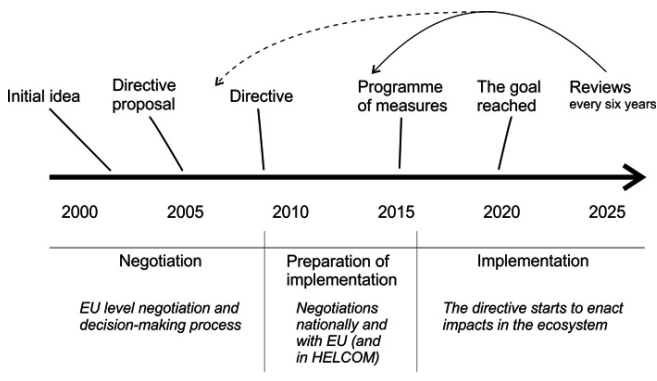 Initial idea
Directive
proposal
Directive
Programme
of measures
The goal
reached
Reviews
every six years
2000
2005
2010
2015
2020
2025
Negotiation
EU level negotiation and
decision-making process
Preparation of
implementation
Negotiations
nationally and
with EU (and
in HELCOM)
Implementation
The directive starts to enact
impacts in the ecosystem